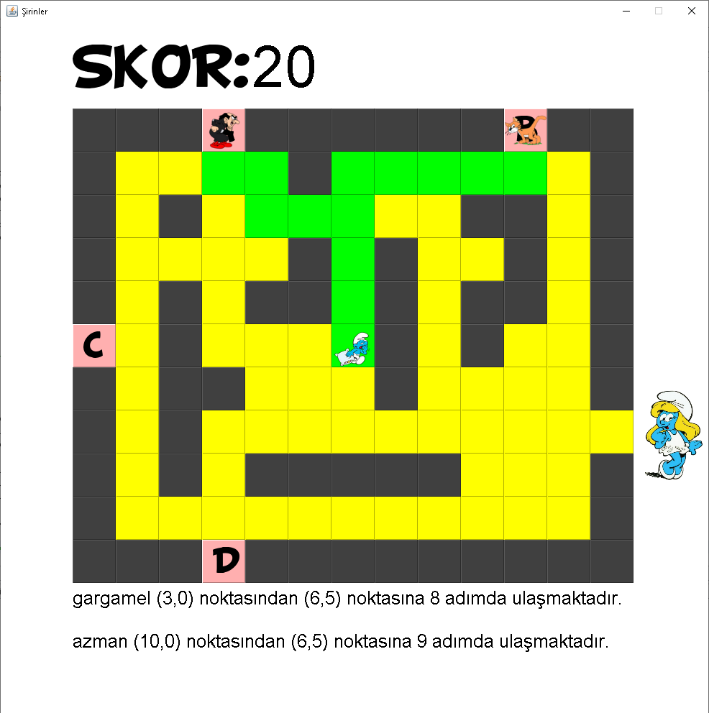 Şirinler
SKOR:20
B
C
D
gargamel (3,0) noktasından (6,5) noktasına 8 adımda ulaşmaktadır.
azman (10,0) noktasından (6,5) noktasına 9 adımda ulaşmaktadır.